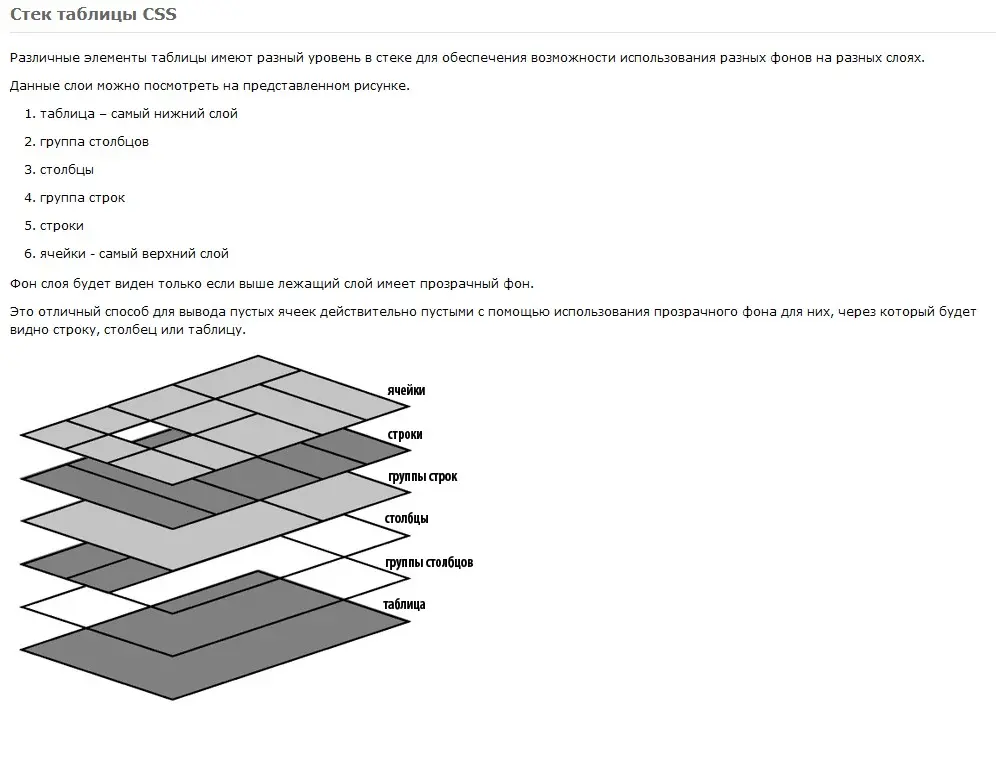 Стек таблицы CSS
Различные элементы таблицы имеют разный уровень в стеке для обеспечения возможности использования разных фонов на разных слоях.
Данные слои можно посмотреть на представленном рисунке.
1. таблица – самый нижний слой
2. группа столбцов
3. столбцы
4. группа строк
5. строки
6. ячейки - самый верхний слой
Фон слоя будет виден только если выше лежащий слой имеет прозрачный фон.
Это отличный способ для вывода пустых ячеек действительно пустыми с помощью использования прозрачного фона для них, через который будет
видно строку, столбец или таблицу.
ячейки
строки
группы строк
столбцы
группы столбцов
таблица